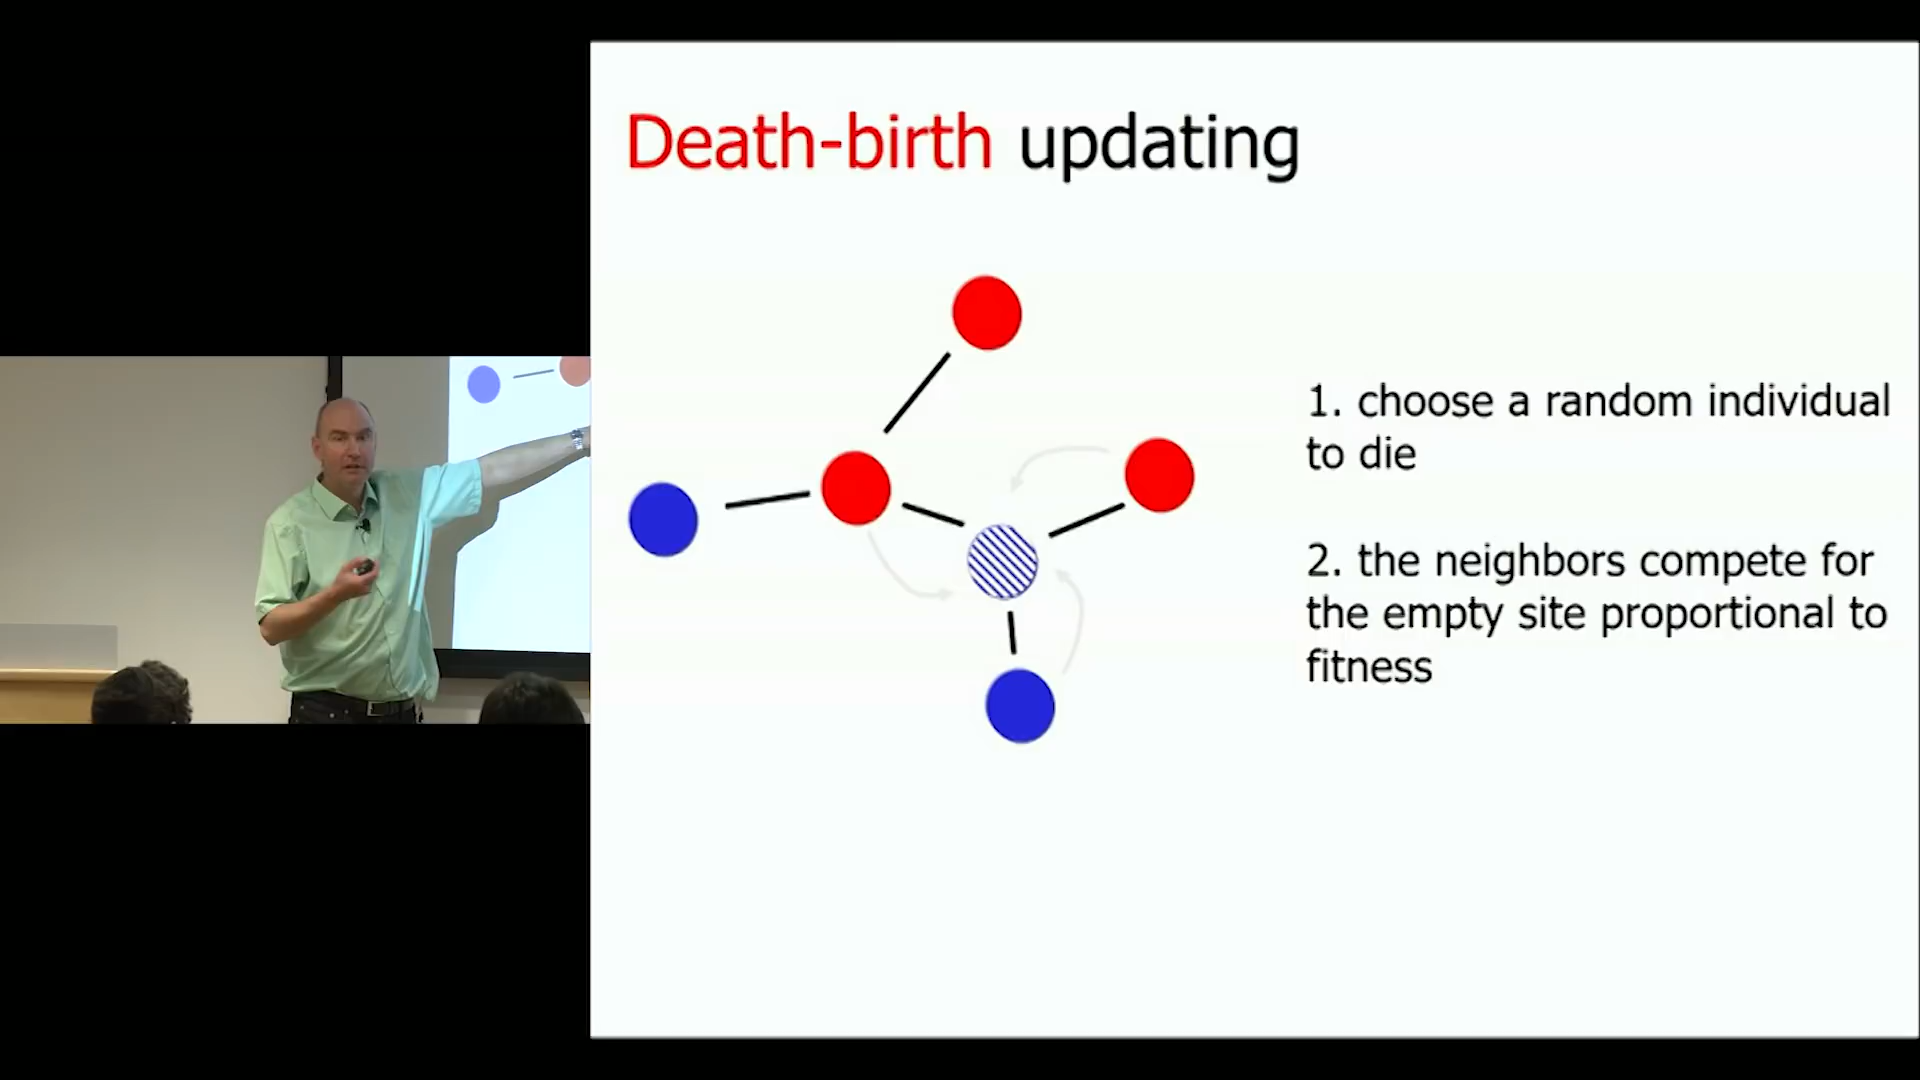 Death-birth updating
1. choose a random individual
to die
2. the neighbors compete for
the empty site proportional to
fitness